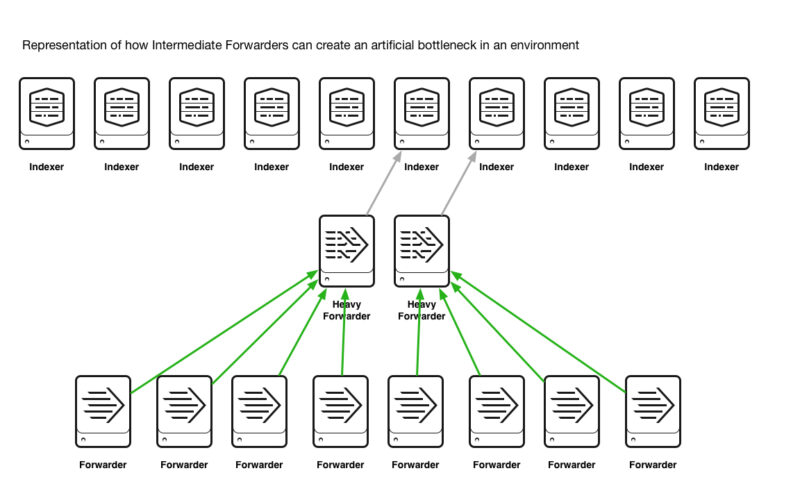 Representation of how Intermediate Forwarders can create an artificial bottleneck in an environment
Indexer Indexer Indexer Indexer Indexer Indexer Indexer Indexer Indexer Indexer
Heavy Heavy
Forwarder Forwarder
Forwarder Forwarder Forwarder Forwarder Forwarder Forwarder Forwarder Forwarder